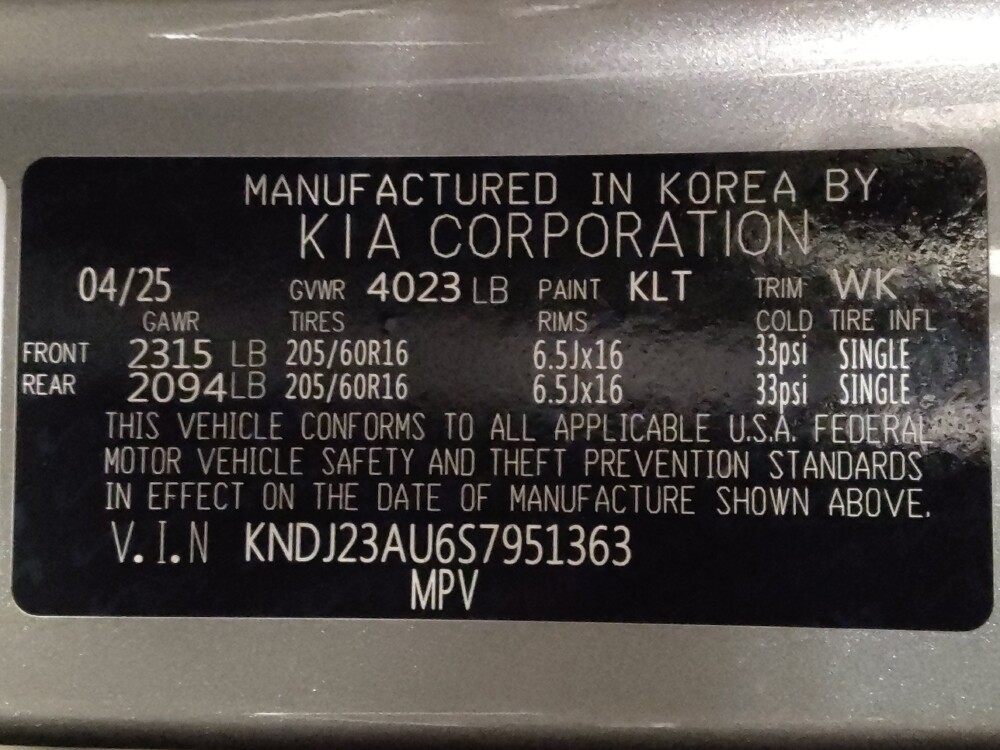 MANUFACTURED IN KOREA BY
KIA CORPORATION
04/25 GVWR 4023 LB PAINT KLT TRIM WK
GAWR TIRES RIMS COLD TIRE INFL
FRONT 2315 LB 205/60R16 6.5Jx16 33psi SINGLE
REAR 2094 LB 205/60R16 6.5Jx16 33psi SINGLE
THIS VEHICLE CONFORMS TO ALL APPLICABLE U.S.A. FEDERAL
MOTOR VEHICLE SAFETY AND THEFT PREVENTION STANDARDS
IN EFFECT ON THE DATE OF MANUFACTURE SHOWN ABOVE.
V.I.N KNDJ23AU6S7951363
MPV